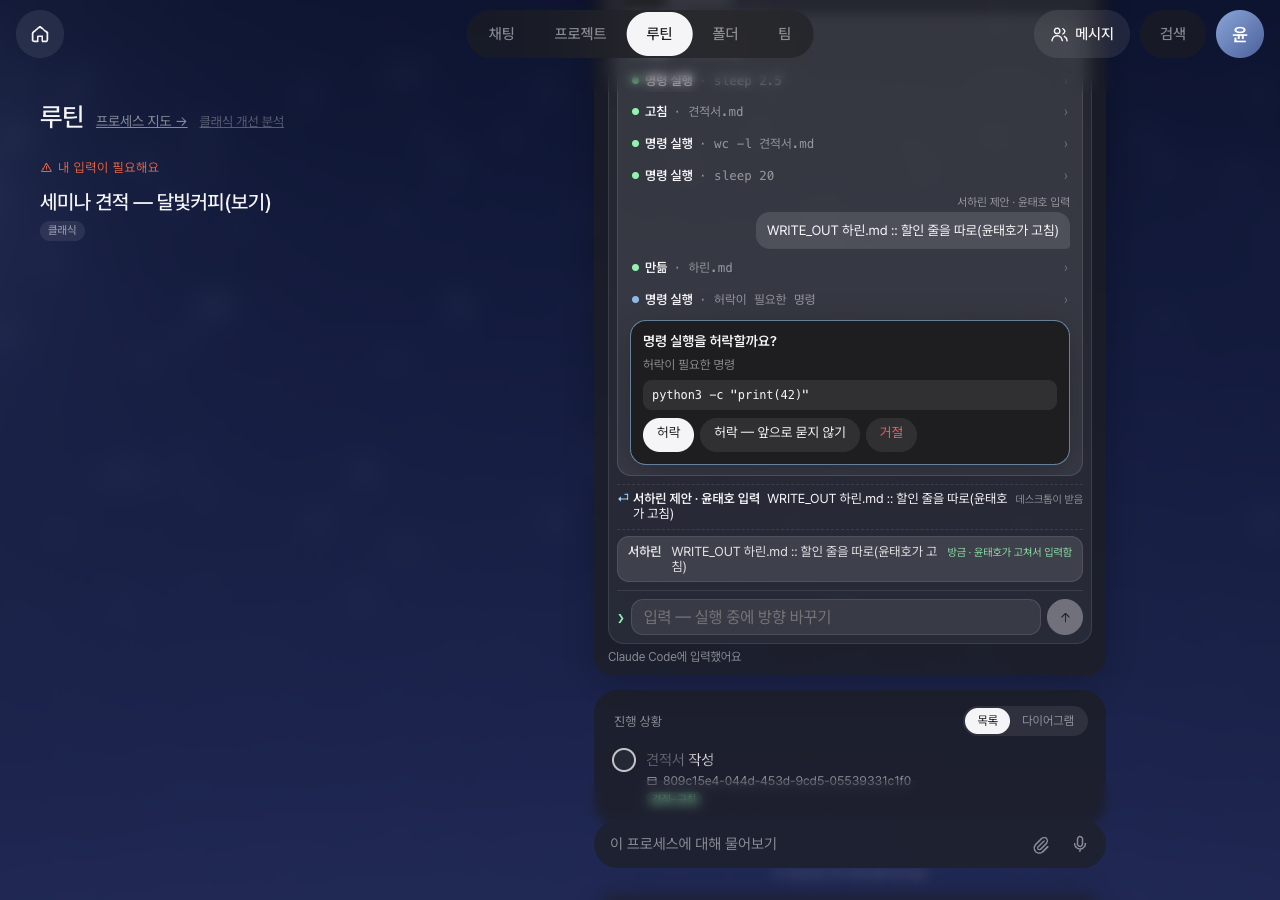 채팅 프로젝트 루틴 폴더 팀 메시지 검색 윤
루틴 프로세스 지도 → 클래식 개선 분석
내 입력이 필요해요
세미나 견적 — 달빛커피(보기)
클래식
명령 실행 · sleep 2.5 ›
고침 · 견적서.md ›
명령 실행 · wc -l 견적서.md ›
명령 실행 · sleep 20 ›
서하린 제안 · 윤태호 입력
WRITE_OUT 하린.md :: 할인 줄을 따로(윤태호가 고침)
만듦 · 하린.md ›
명령 실행 · 허락이 필요한 명령 ›
명령 실행을 허락할까요?
허락이 필요한 명령
python3 -c "print(42)"
허락 허락 — 앞으로 묻지 않기 거절
서하린 제안 · 윤태호 입력 WRITE_OUT 하린.md :: 할인 줄을 따로(윤태호 데스크톱이 받음
가 고침)
서하린 WRITE_OUT 하린.md :: 할인 줄을 따로(윤태호가 고 방금 · 윤태호가 고쳐서 입력함
침)
❯ 입력 — 실행 중에 방향 바꾸기
Claude Code에 입력했어요
진행 상황 목록 다이어그램
견적서 작성
809c15e4-044d-453d-9cd5-05539331c1f0
이 프로세스에 대해 물어보기